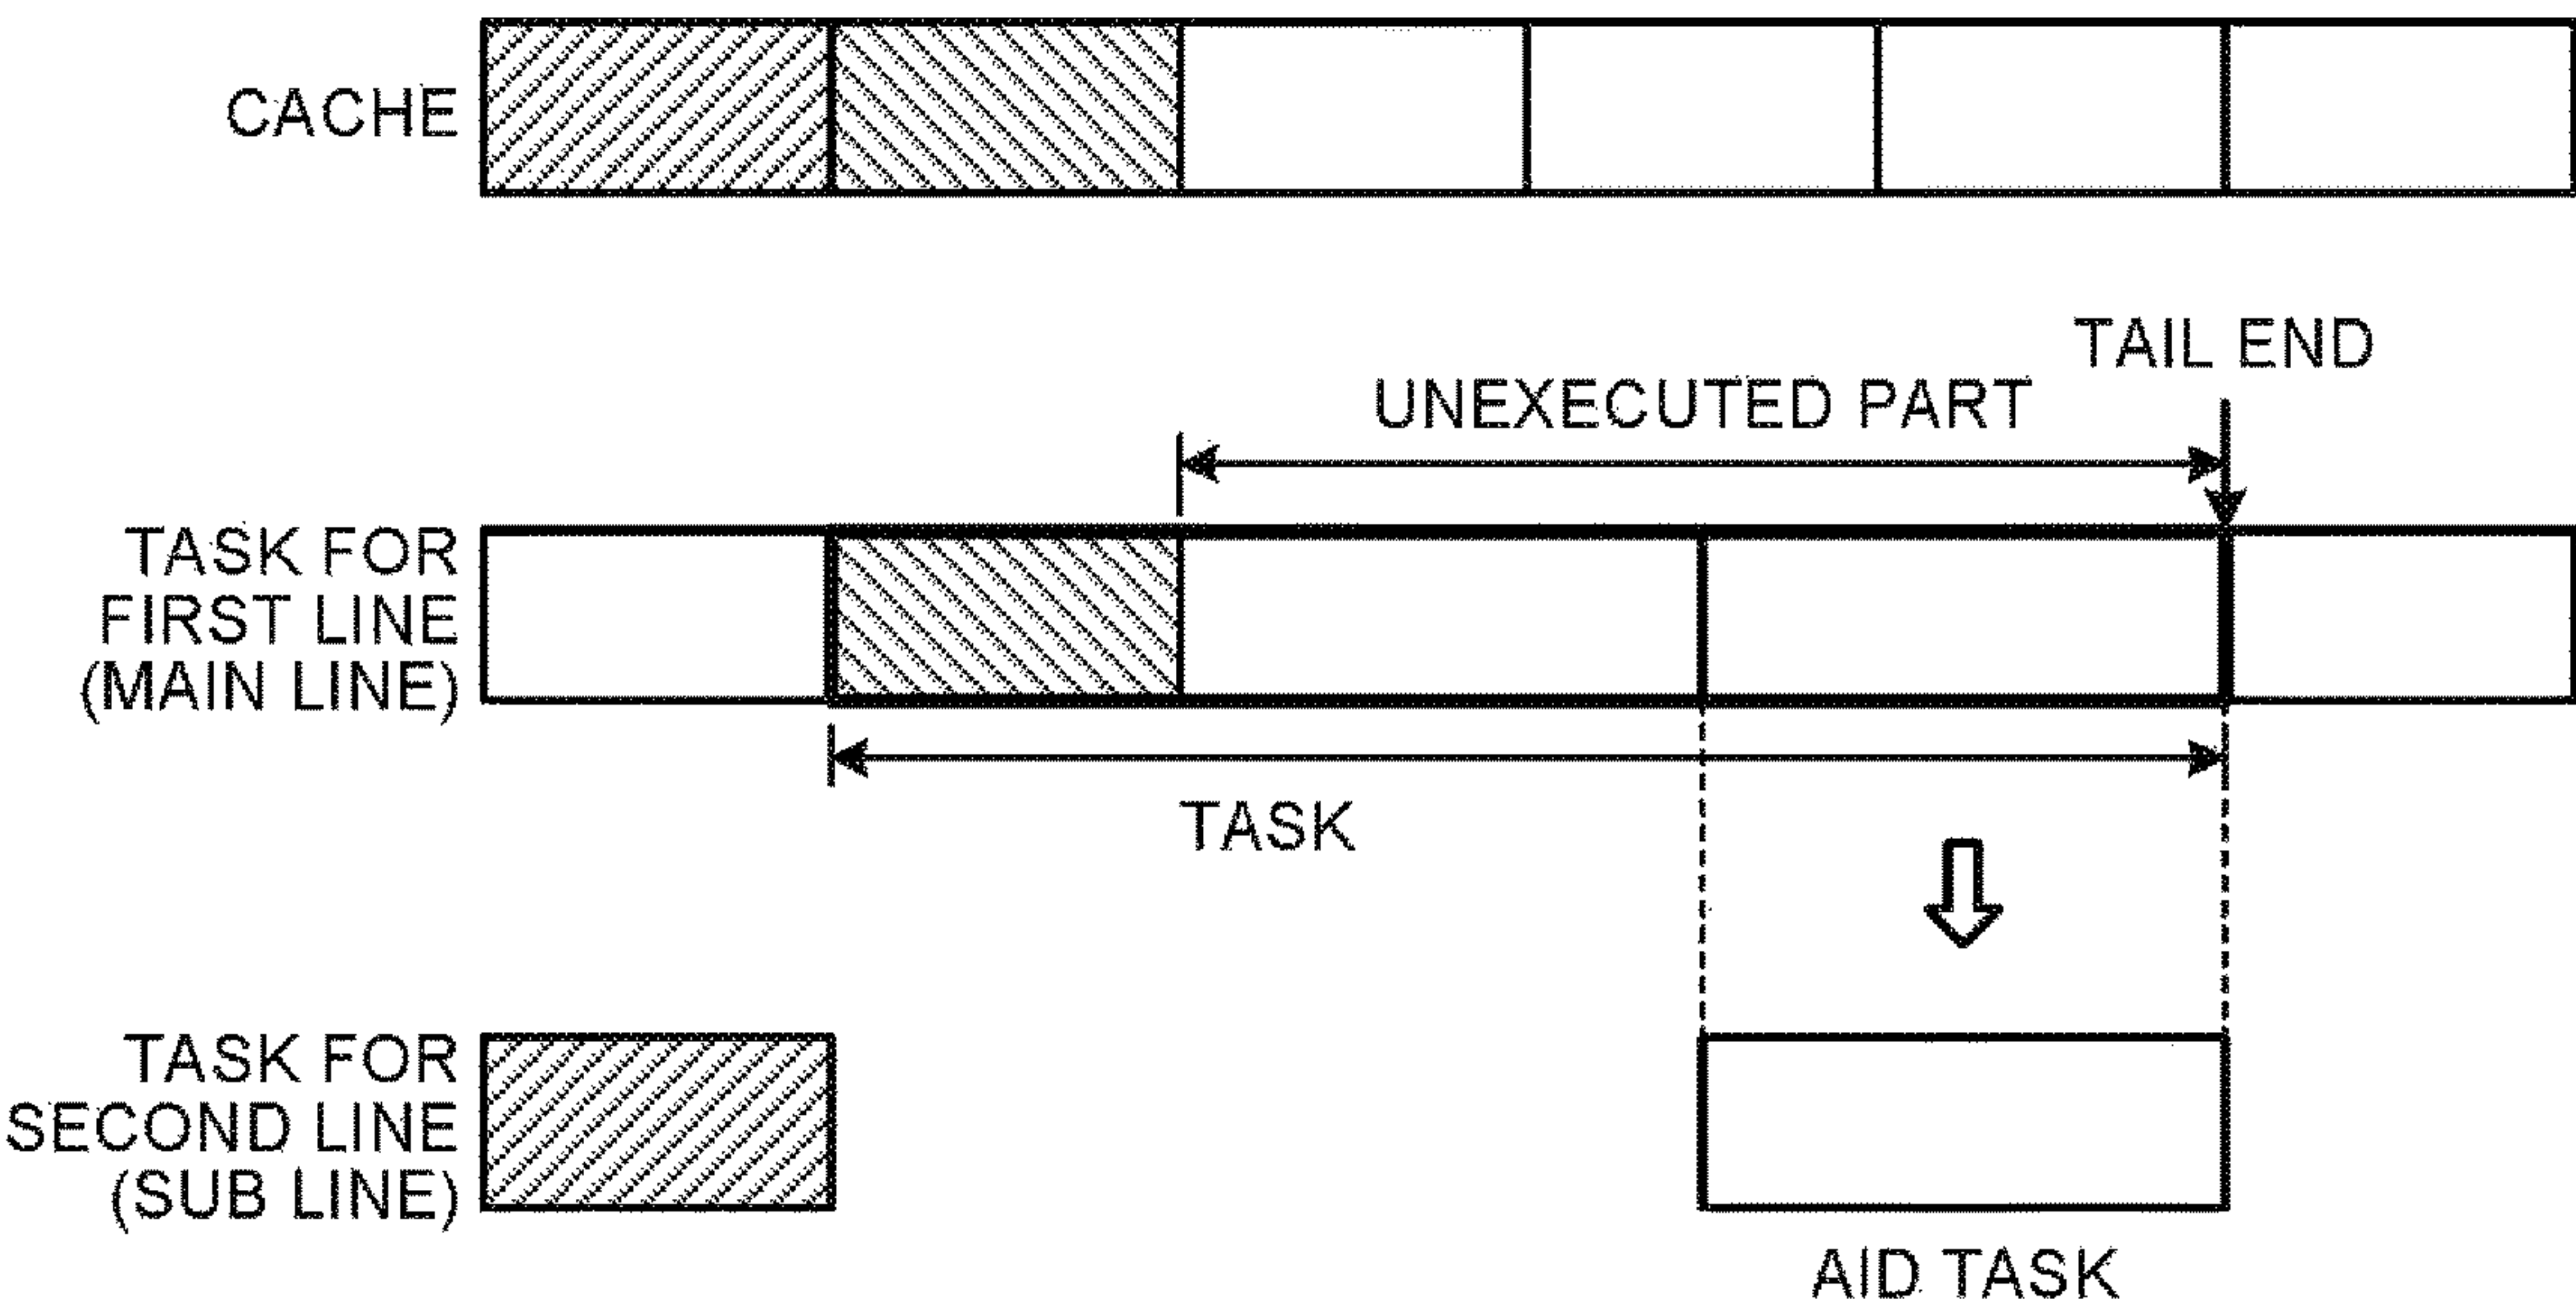 CACHE
TAIL END
UNEXECUTED PART
TASK FOR
FIRST LINE
(MAIN LINE)
TASK
TASK FOR
SECOND LINE
(SUB LINE)
AID TASK